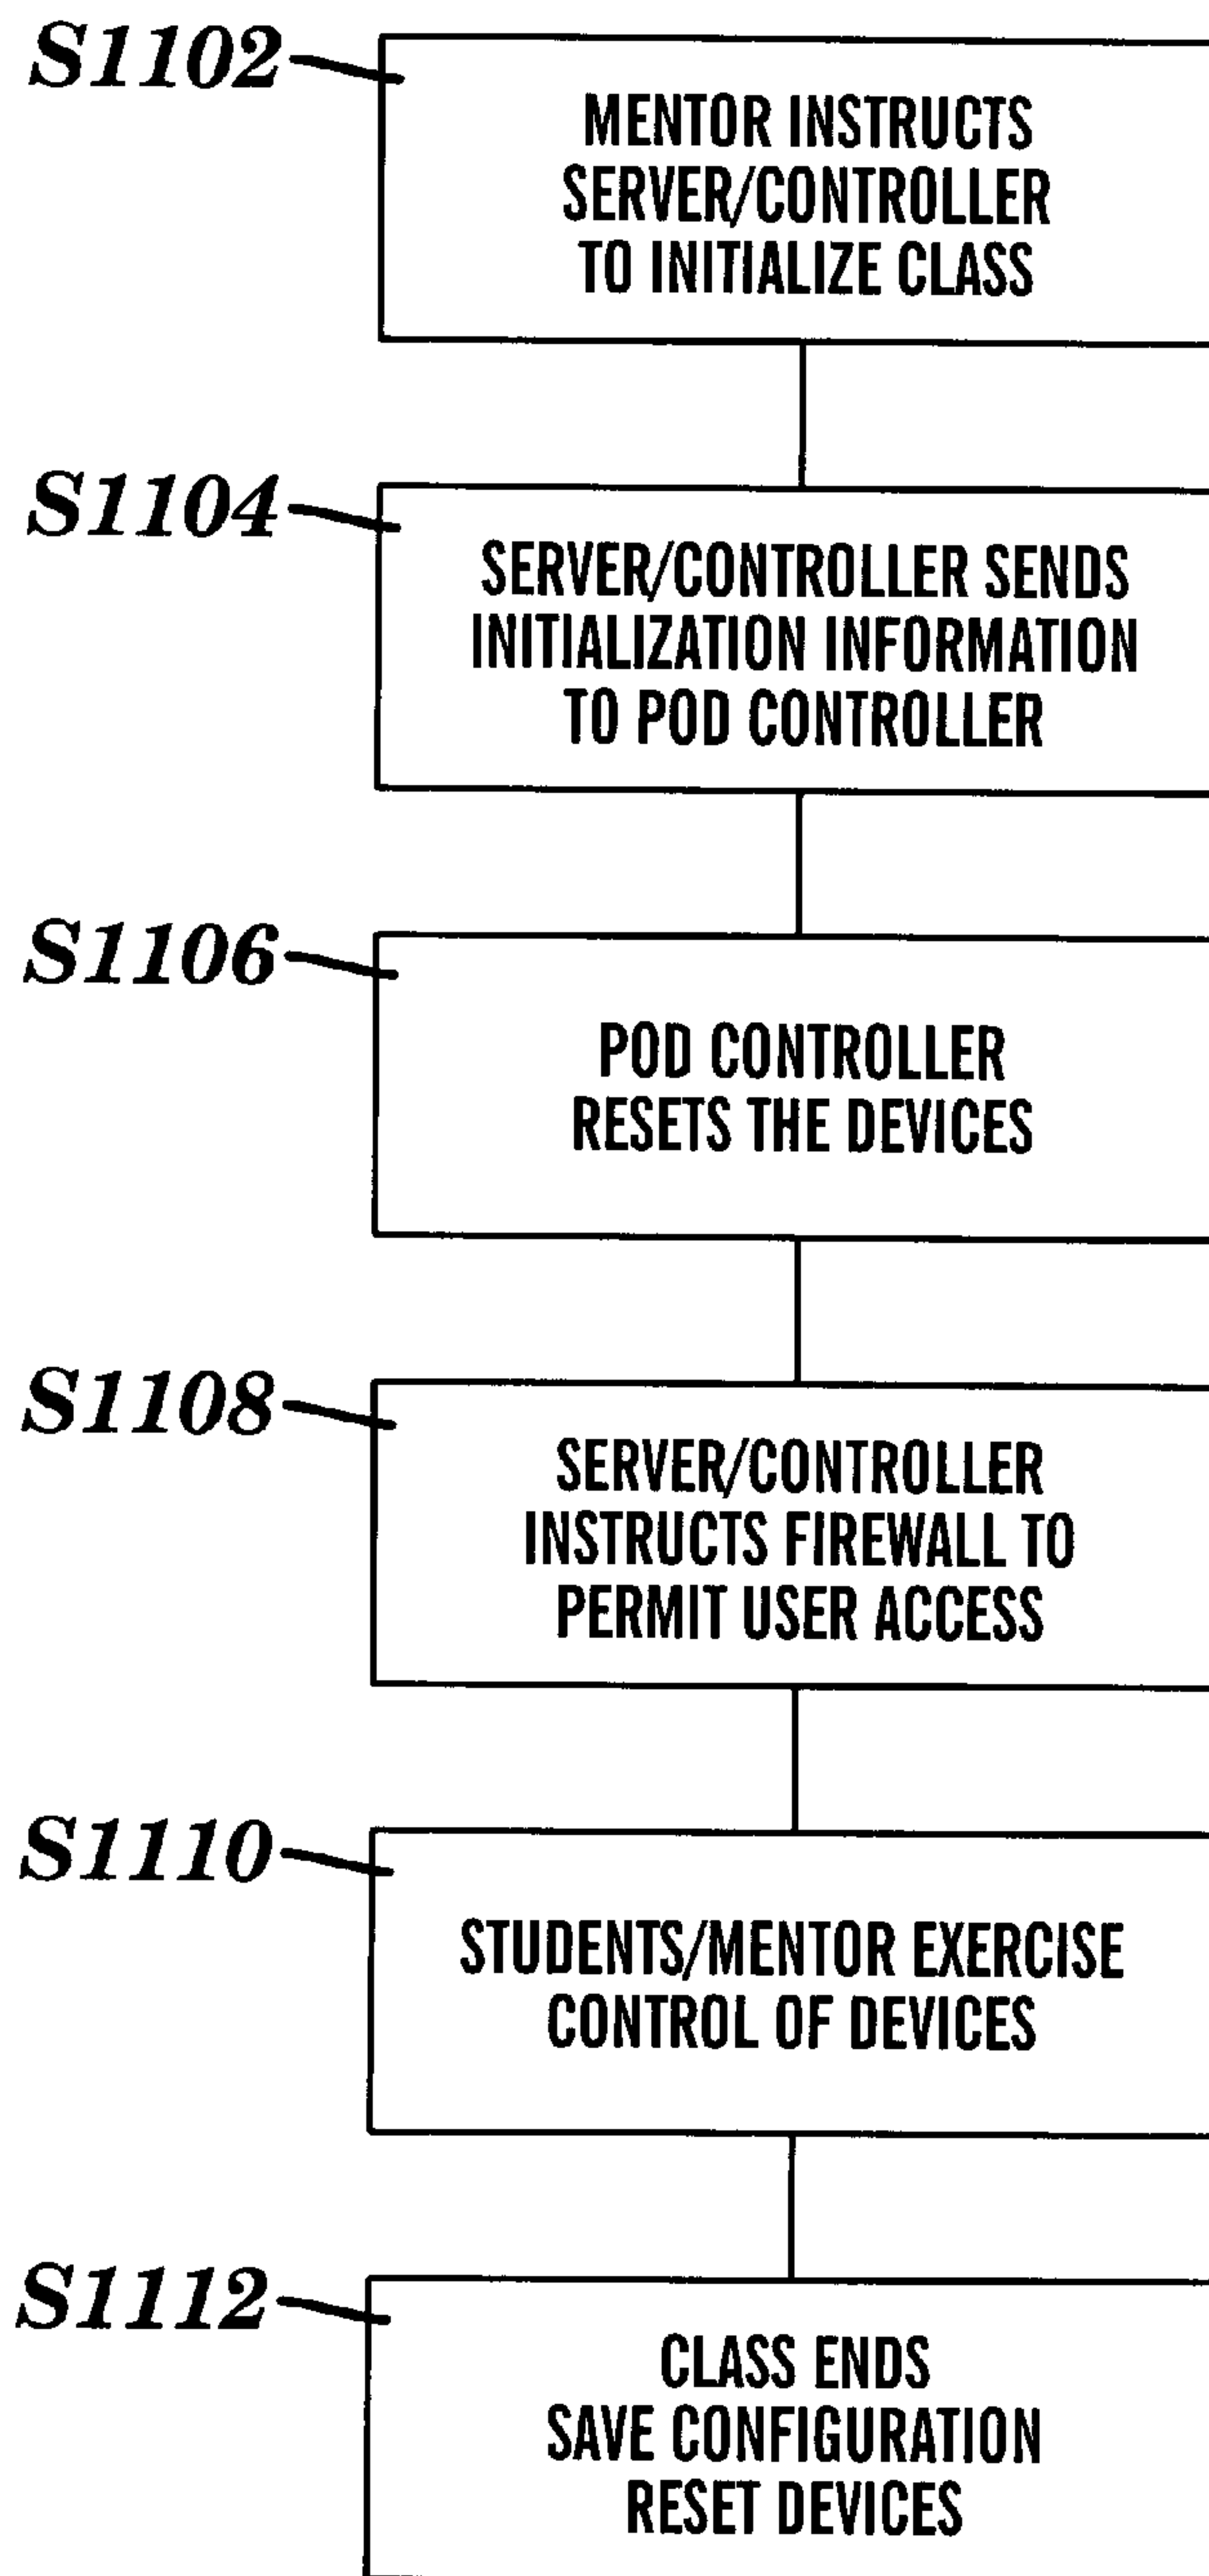 S1102
MENTOR INSTRUCTS
SERVER/CONTROLLER
TO INITIALIZE CLASS
S1104
SERVER/CONTROLLER SENDS
INITIALIZATION INFORMATION
TO POD CONTROLLER
S1106
POD CONTROLLER
RESETS THE DEVICES
S1108
SERVER/CONTROLLER
INSTRUCTS FIREWALL TO
PERMIT USER ACCESS
S1110
STUDENTS/MENTOR EXERCISE
CONTROL OF DEVICES
S1112
CLASS ENDS
SAVE CONFIGURATION
RESET DEVICES